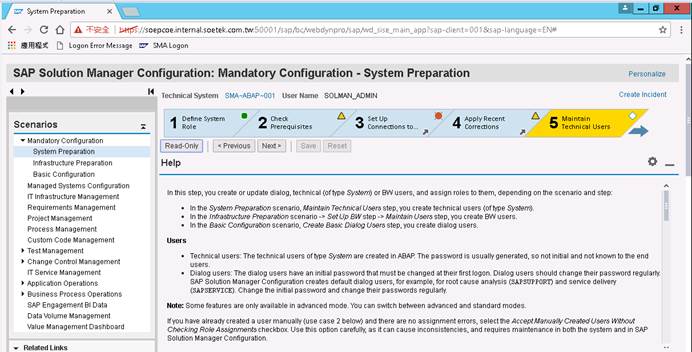 System Preparation
不安全
https://soepcoe.internal.soetek.com.tw:50001/sap/bc/webdynpro/sap/wd_sise_main_app?sap-client=001&sap-language=EN#
應用程式 Logon Error Message SMA Logon
SAP Solution Manager Configuration: Mandatory Configuration - System Preparation
Personalize
Technical System SMA~ABAP~001 User Name SOLMAN_ADMIN
Create Incident
Scenarios
Mandatory Configuration
System Preparation
Infrastructure Preparation
Basic Configuration
Managed Systems Configuration
IT Infrastructure Management
Requirements Management
Project Management
Process Management
Custom Code Management
Test Management
Change Control Management
IT Service Management
Application Operations
Business Process Operations
SAP Engagement BI Data
Data Volume Management
Value Management Dashboard
Related Links
1 Define System Role
2 Check Prerequisites
3 Set Up Connections to...
4 Apply Recent Corrections
5 Maintain Technical Users
Read-Only < Previous Next > Save Reset
Help
In this step, you create or update dialog, technical (of type System) or BW users, and assign roles to them, depending on the scenario and step:
In the System Preparation scenario, Maintain Technical Users step, you create technical users (of type System).
In the Infrastructure Preparation scenario -> Set Up BW step -> Maintain Users step, you create BW users.
In the Basic Configuration scenario, Create Basic Dialog Users step, you create dialog users.
Users
Technical users: The technical users of type System are created in ABAP. The password is usually generated, so not initial and not known to the end
users.
Dialog users: The dialog users have an initial password that must be changed at their first logon. Dialog users should change their password regularly.
SAP Solution Manager Configuration creates default dialog users, for example, for root cause analysis (SAPSUPPORT) and service delivery
(SAPSERVICE). Change the initial password and change their passwords regularly.
Note: Some features are only available in advanced mode. You can switch between advanced and standard modes.
If you have already created a user manually (use case 2 below) and there are no assignment errors, select the Accept Manually Created Users Without
Checking Role Assignments checkbox. Use this option carefully, as it can cause inconsistencies, and requires maintenance in both the system and in SAP
Solution Manager Configuration.